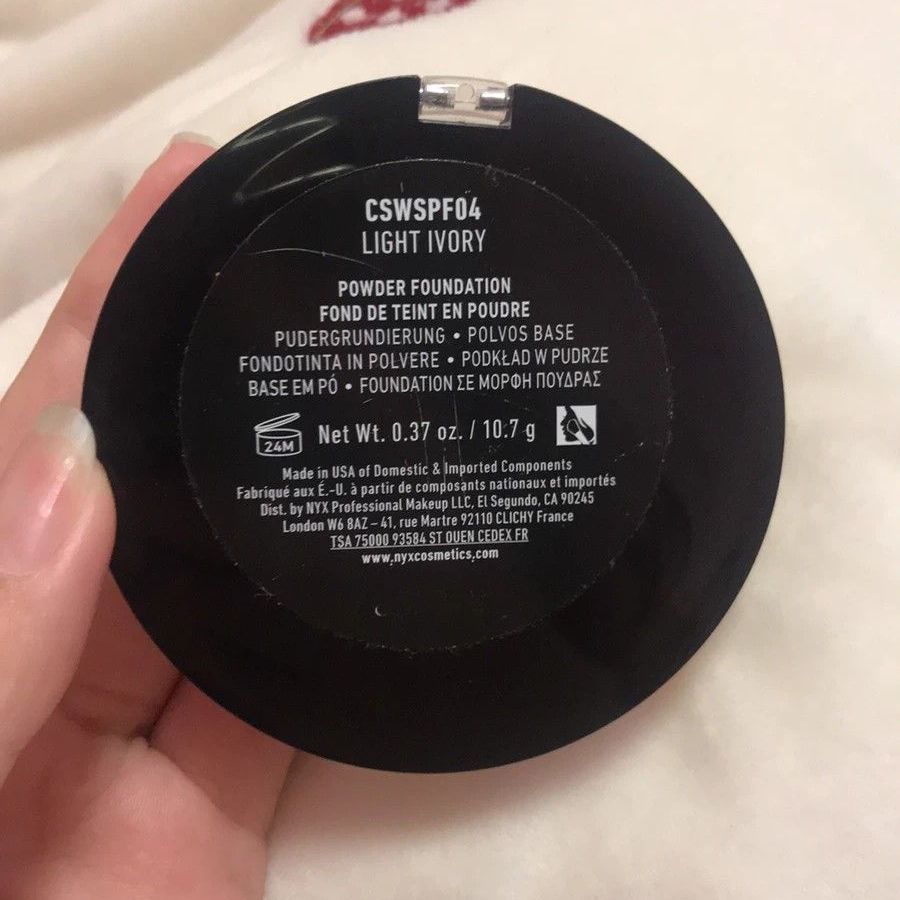 CSWSPF04
LIGHT IVORY
POWDER FOUNDATION
FOND DE TEINT EN POUDRE
PUDERGRUNDIERUNG • POLVOS BASE
FONDOTINTA IN POLVERE • PODKŁAD W PUDRZE
BASE EM PÓ • FOUNDATION ΣΕ ΜΟΡΦΗ ΠΟΥΔΡΑΣ
24M Net Wt. 0.37 oz. / 10.7 g
Made in USA of Domestic & Imported Components
Fabriqué aux É.-U. à partir de composants nationaux et importés
Dist. by NYX Professional Makeup LLC, El Segundo, CA 90245
London W6 8AZ – 41, rue Martre 92110 CLICHY France
TSA 75000 93584 ST OUEN CEDEX FR
www.nyxcosmetics.com